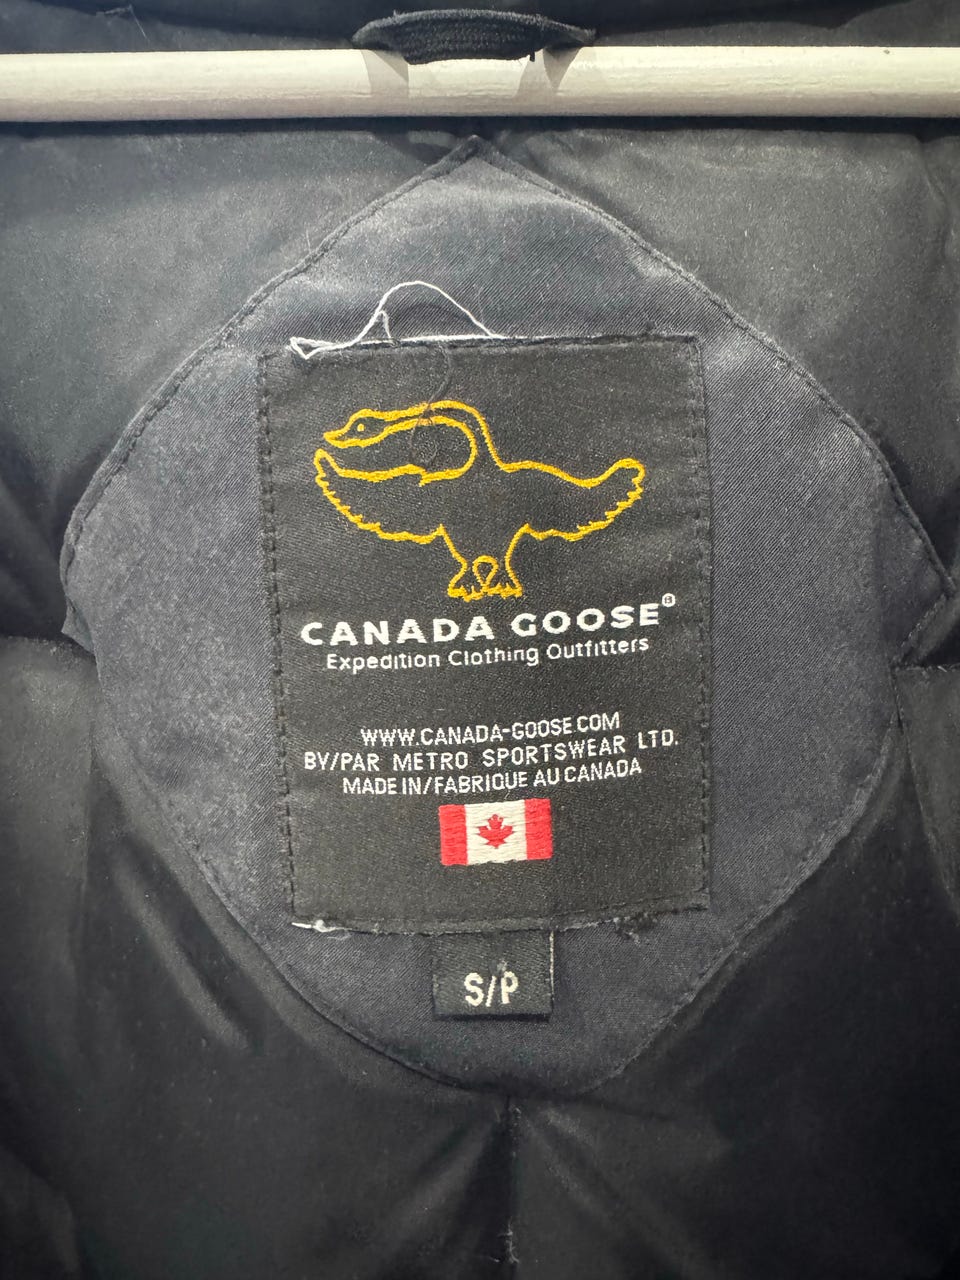 CANADA GOOSE®
Expedition Clothing Outfitters
WWW.CANADA-GOOSE.COM
BY/PAR METRO SPORTSWEAR LTD.
MADE IN/FABRIQUE AU CANADA
S/P